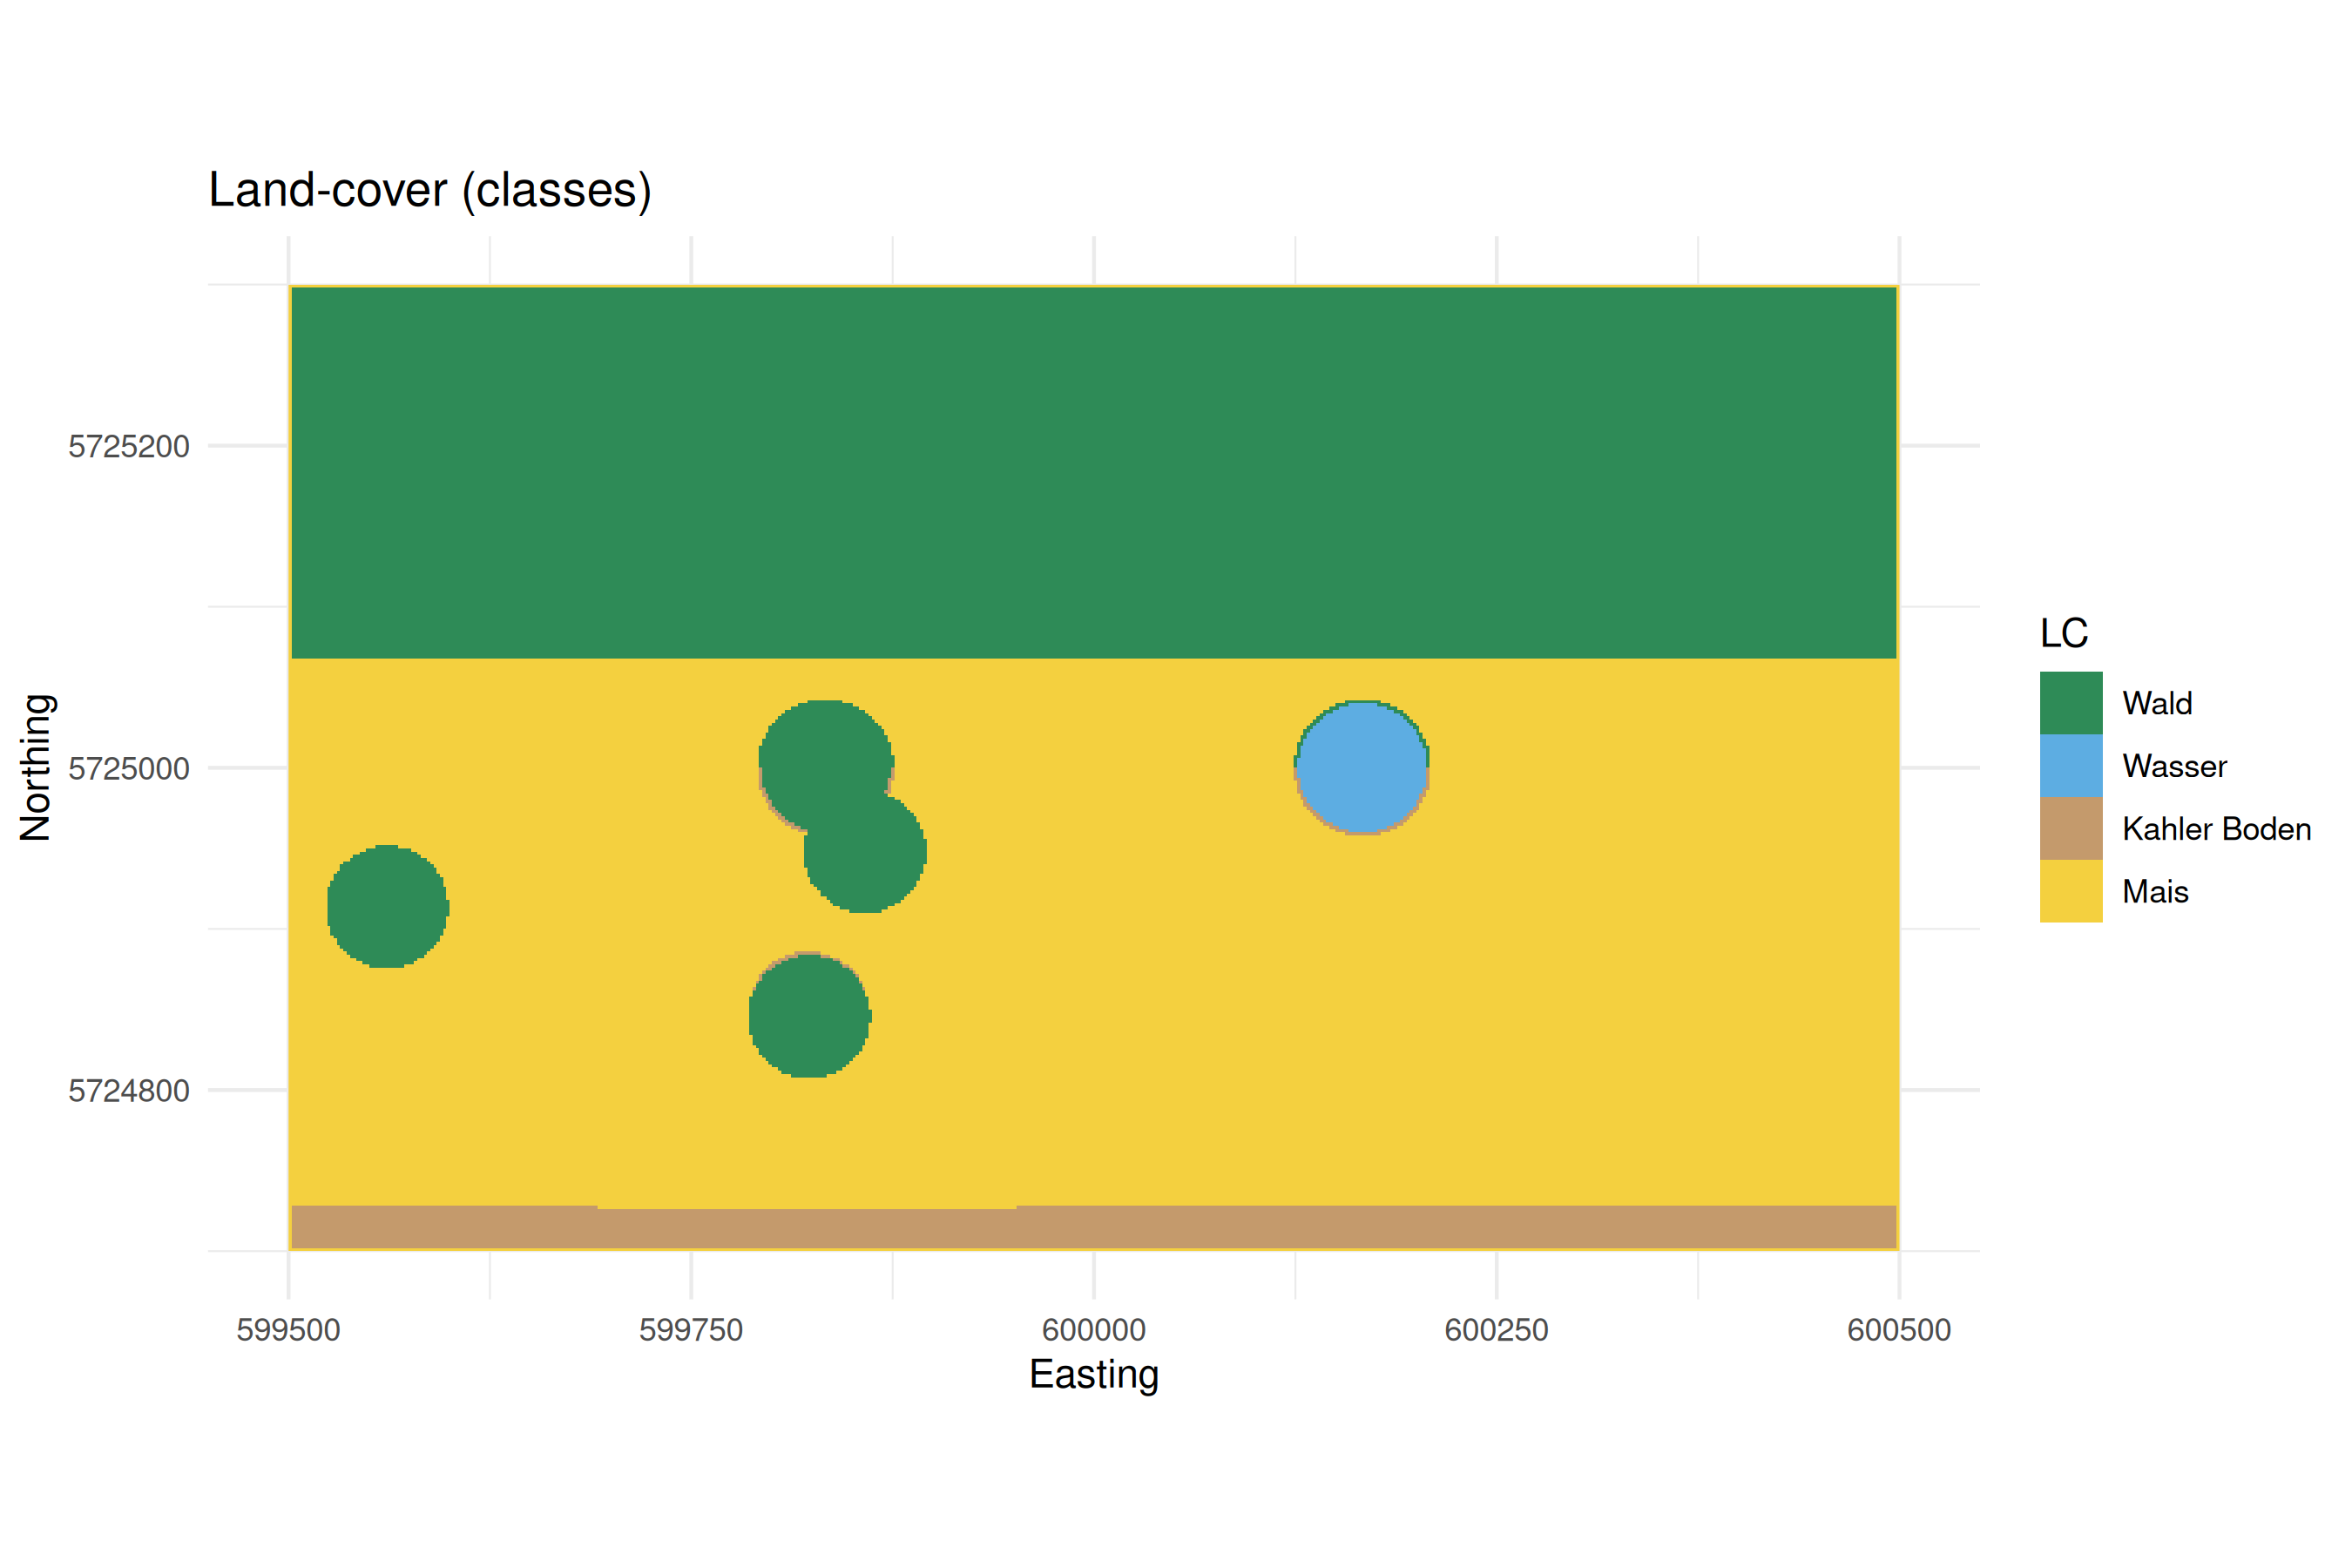 Land-cover (classes)
5725200
5725000
5724800
Northing
599500 599750 600000 600250 600500
Easting
LC
Wald
Wasser
Kahler Boden
Mais